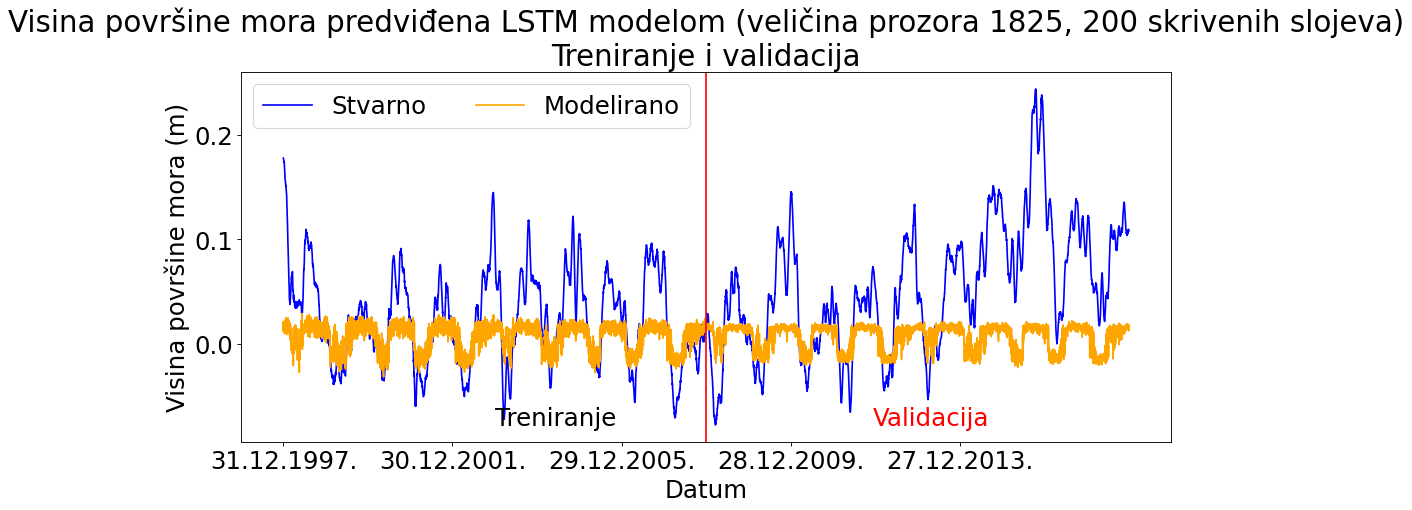 Visina površine mora predviđena LSTM modelom (veličina prozora 1825, 200 skrivenih slojeva)
Treniranje i validacija
Stvarno Modelirano
Visina površine mora (m)
0.2
0.1
0.0
Treniranje Validacija
31.12.1997. 30.12.2001. 29.12.2005. 28.12.2009. 27.12.2013.
Datum